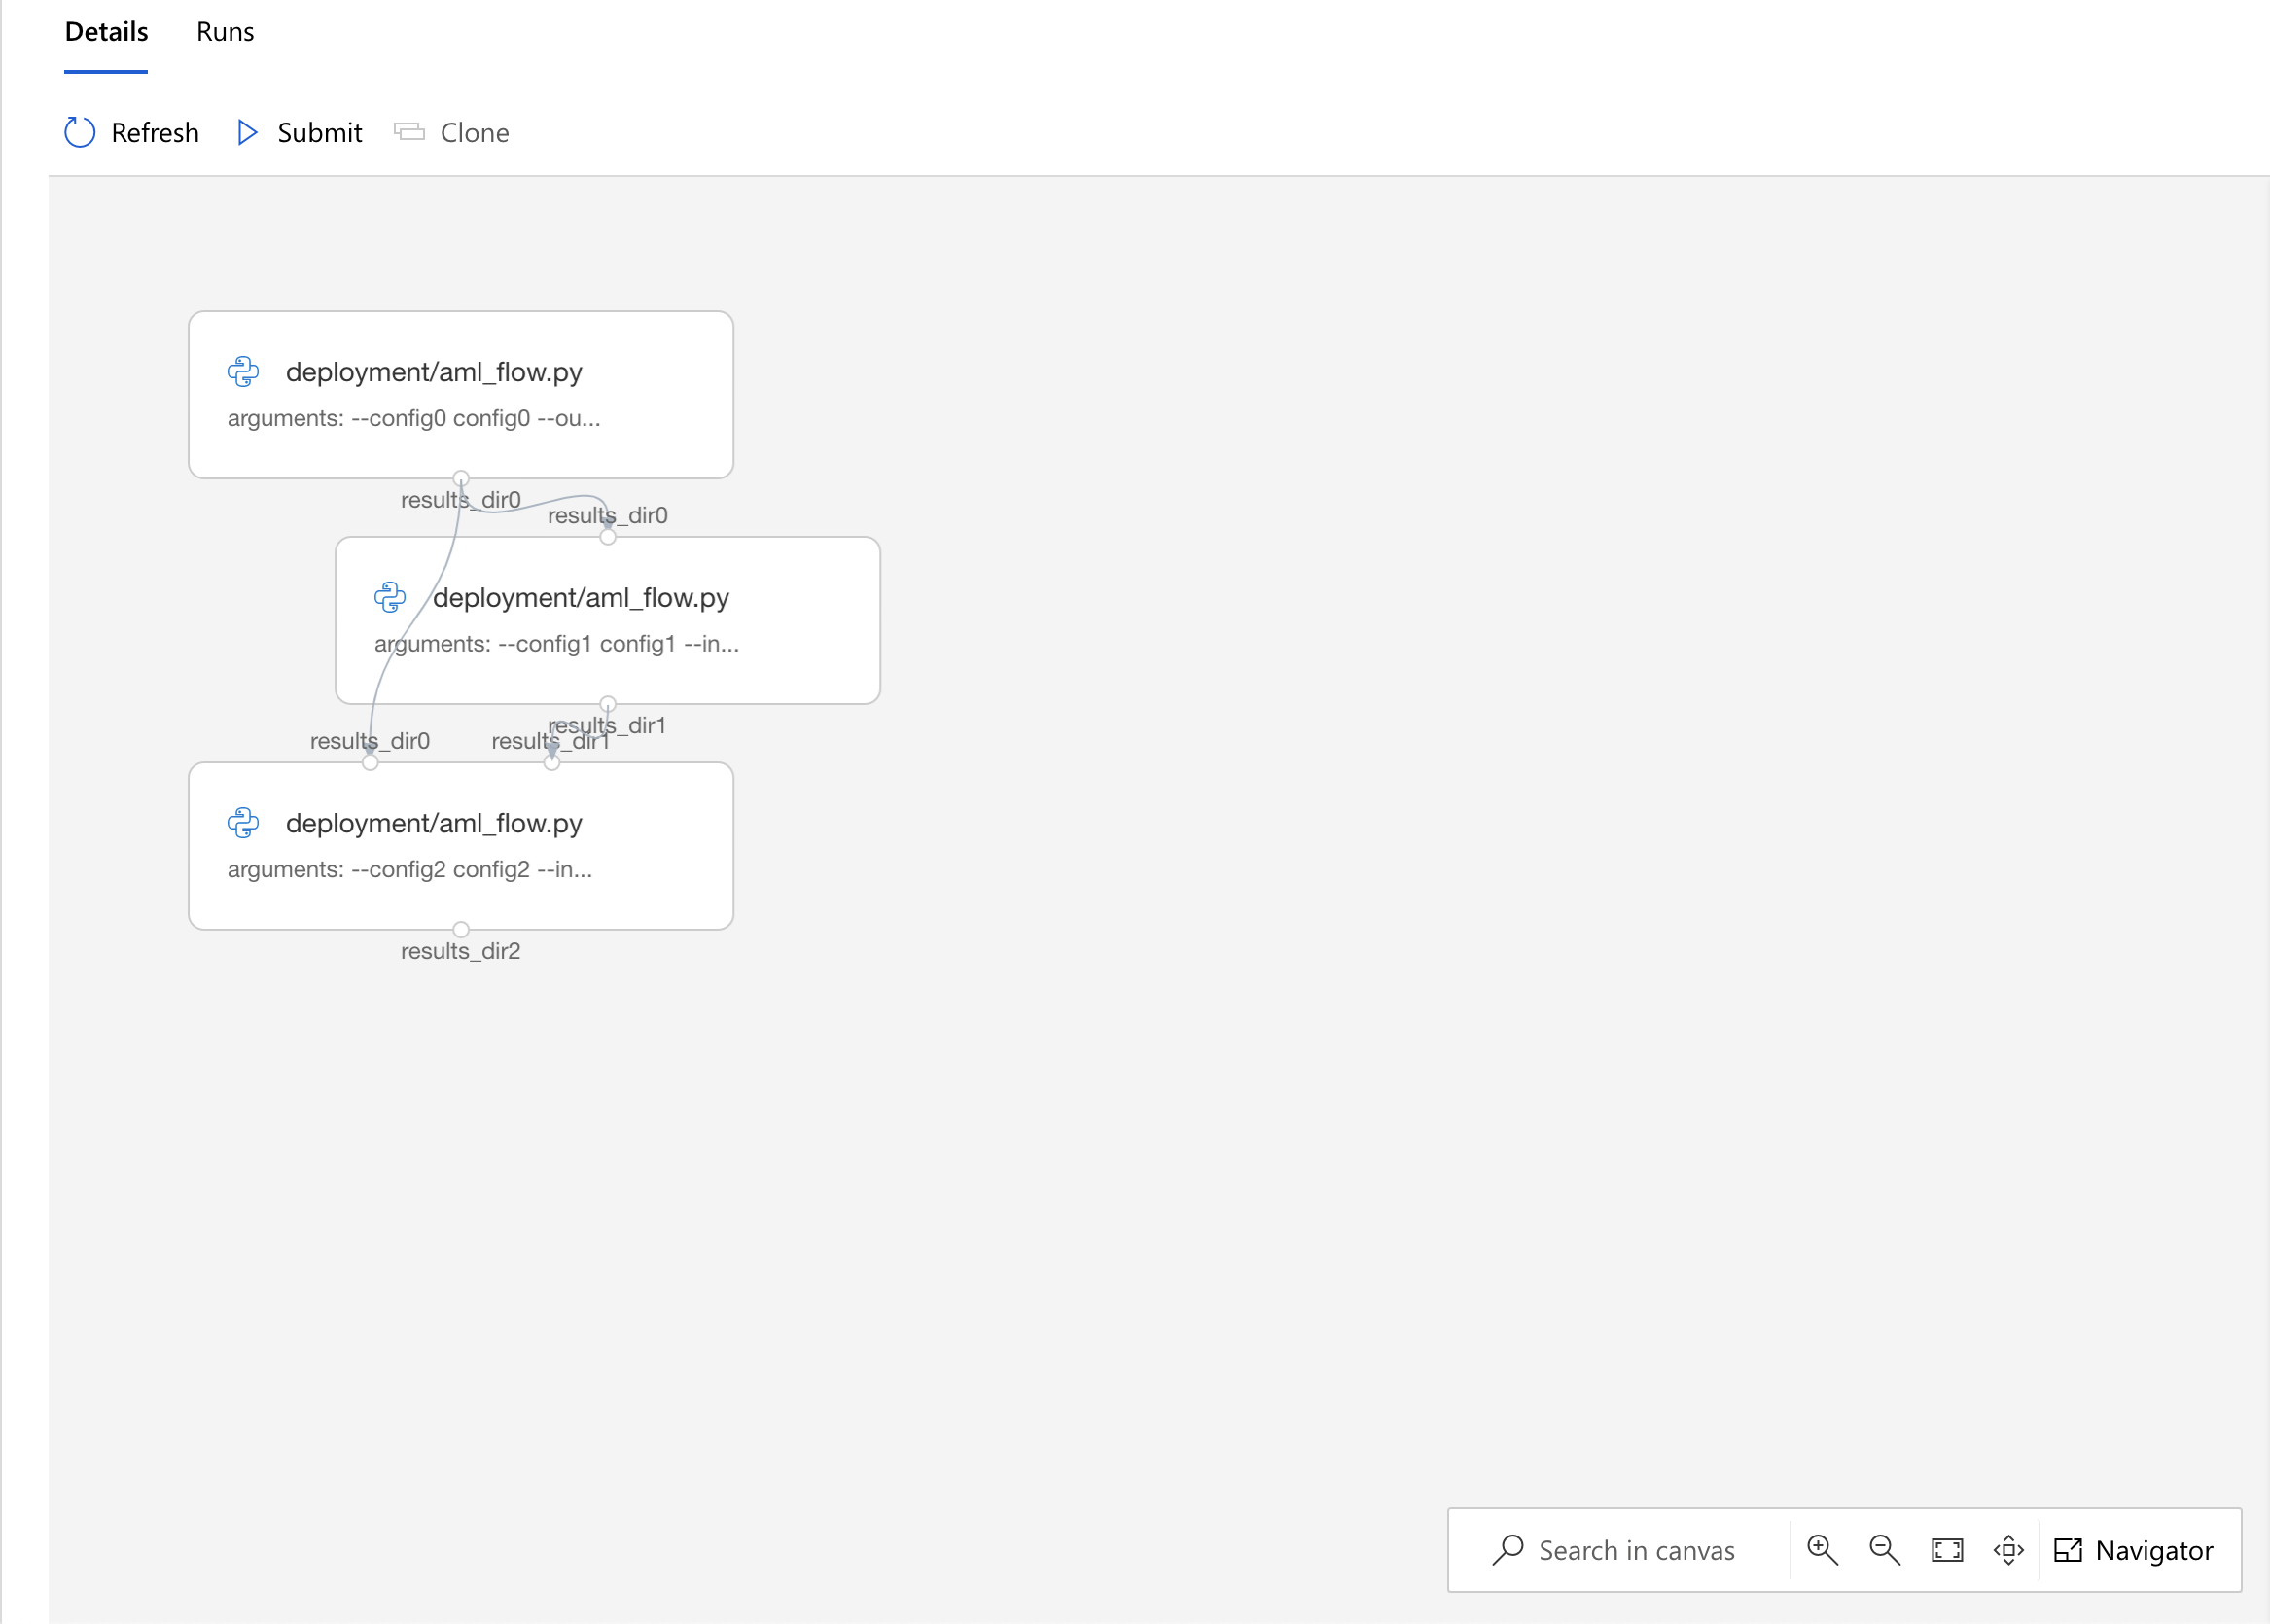 Details Runs
Refresh Submit Clone
deployment/aml_flow.py
arguments: --config0 config0 --ou...
results_dir0
results_dir0
deployment/aml_flow.py
arguments: --config1 config1 --in...
results_dir1
results_dir0 results_dir1
deployment/aml_flow.py
arguments: --config2 config2 --in...
results_dir2
Search in canvas Navigator